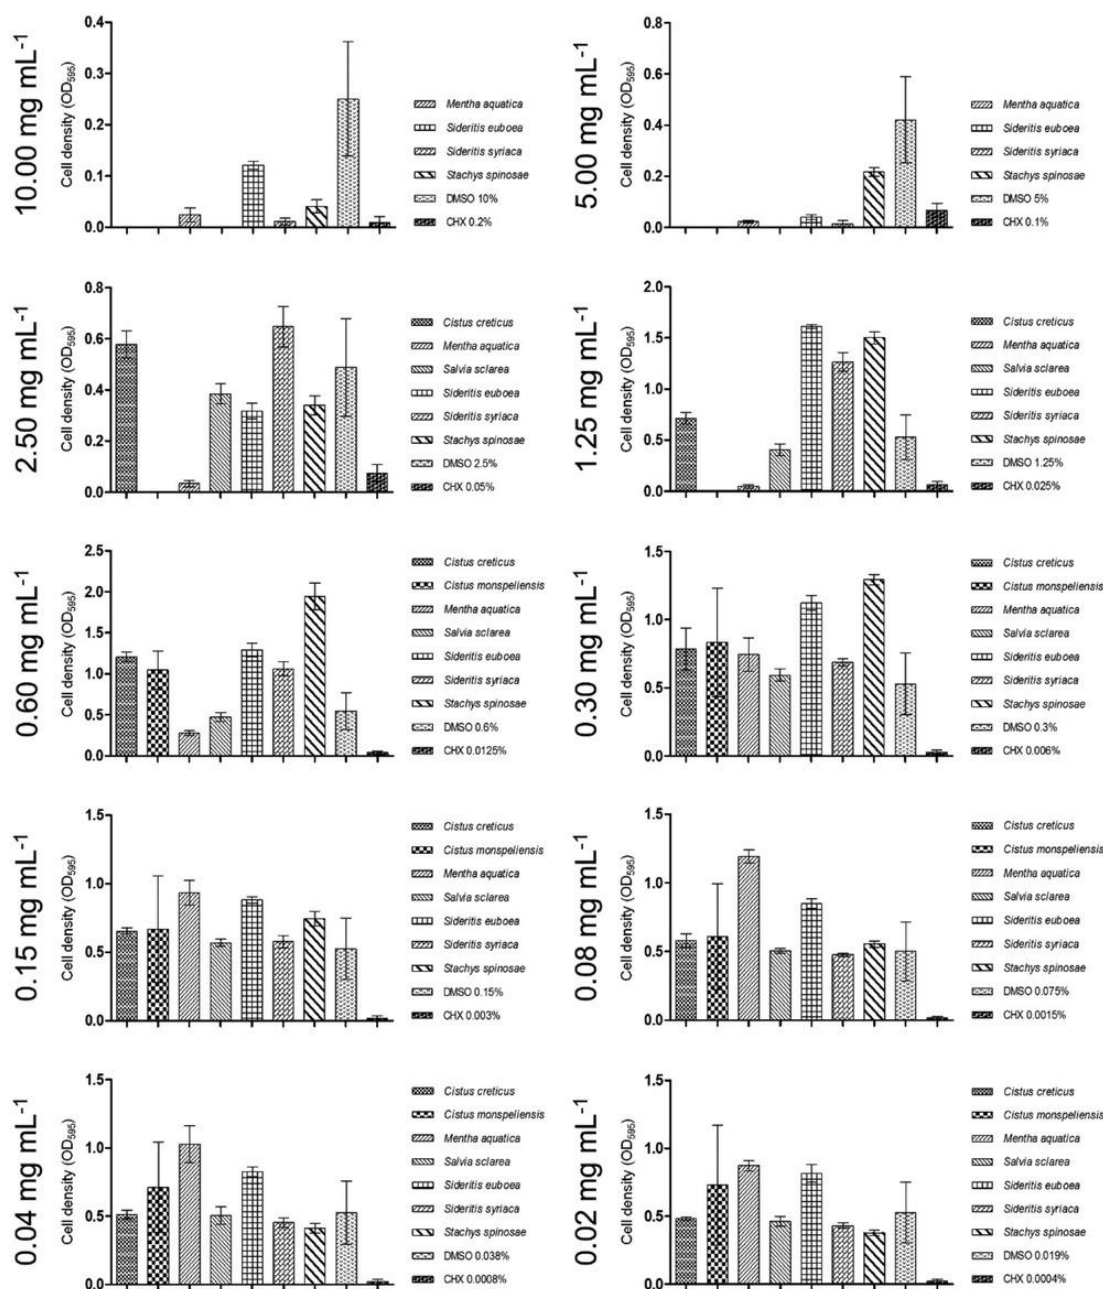 10.00 mg mL-1
Cell density (OD595)
0.4
0.3
0.2
0.1
0.0
Mentha aquatica
Sideritis euboea
Sideritis syriaca
Stachys spinosae
DMSO 10%
CHX 0.2%
5.00 mg mL-1
Cell density (OD595)
0.8
0.6
0.4
0.2
0.0
Mentha aquatica
Sideritis euboea
Sideritis syriaca
Stachys spinosae
DMSO 5%
CHX 0.1%
2.50 mg mL-1
Cell density (OD595)
0.8
0.6
0.4
0.2
0.0
Cistus creticus
Mentha aquatica
Salvia sclarea
Sideritis euboea
Sideritis syriaca
Stachys spinosae
DMSO 2.5%
CHX 0.05%
1.25 mg mL-1
Cell density (OD595)
2.0
1.5
1.0
0.5
0.0
Cistus creticus
Mentha aquatica
Salvia sclarea
Sideritis euboea
Sideritis syriaca
Stachys spinosae
DMSO 1.25%
CHX 0.025%
0.60 mg mL-1
Cell density (OD595)
2.5
2.0
1.5
1.0
0.5
0.0
Cistus creticus
Cistus monspeliensis
Mentha aquatica
Salvia sclarea
Sideritis euboea
Sideritis syriaca
Stachys spinosae
DMSO 0.6%
CHX 0.0125%
0.30 mg mL-1
Cell density (OD595)
1.5
1.0
0.5
0.0
Cistus creticus
Cistus monspeliensis
Mentha aquatica
Salvia sclarea
Sideritis euboea
Sideritis syriaca
Stachys spinosae
DMSO 0.3%
CHX 0.006%
0.15 mg mL-1
Cell density (OD595)
1.5
1.0
0.5
0.0
Cistus creticus
Cistus monspeliensis
Mentha aquatica
Salvia sclarea
Sideritis euboea
Sideritis syriaca
Stachys spinosae
DMSO 0.15%
CHX 0.003%
0.08 mg mL-1
Cell density (OD595)
1.5
1.0
0.5
0.0
Cistus creticus
Cistus monspeliensis
Mentha aquatica
Salvia sclarea
Sideritis euboea
Sideritis syriaca
Stachys spinosae
DMSO 0.075%
CHX 0.0015%
0.04 mg mL-1
Cell density (OD595)
1.5
1.0
0.5
0.0
Cistus creticus
Cistus monspeliensis
Mentha aquatica
Salvia sclarea
Sideritis euboea
Sideritis syriaca
Stachys spinosae
DMSO 0.038%
CHX 0.0008%
0.02 mg mL-1
Cell density (OD595)
1.5
1.0
0.5
0.0
Cistus creticus
Cistus monspeliensis
Mentha aquatica
Salvia sclarea
Sideritis euboea
Sideritis syriaca
Stachys spinosae
DMSO 0.019%
CHX 0.0004%